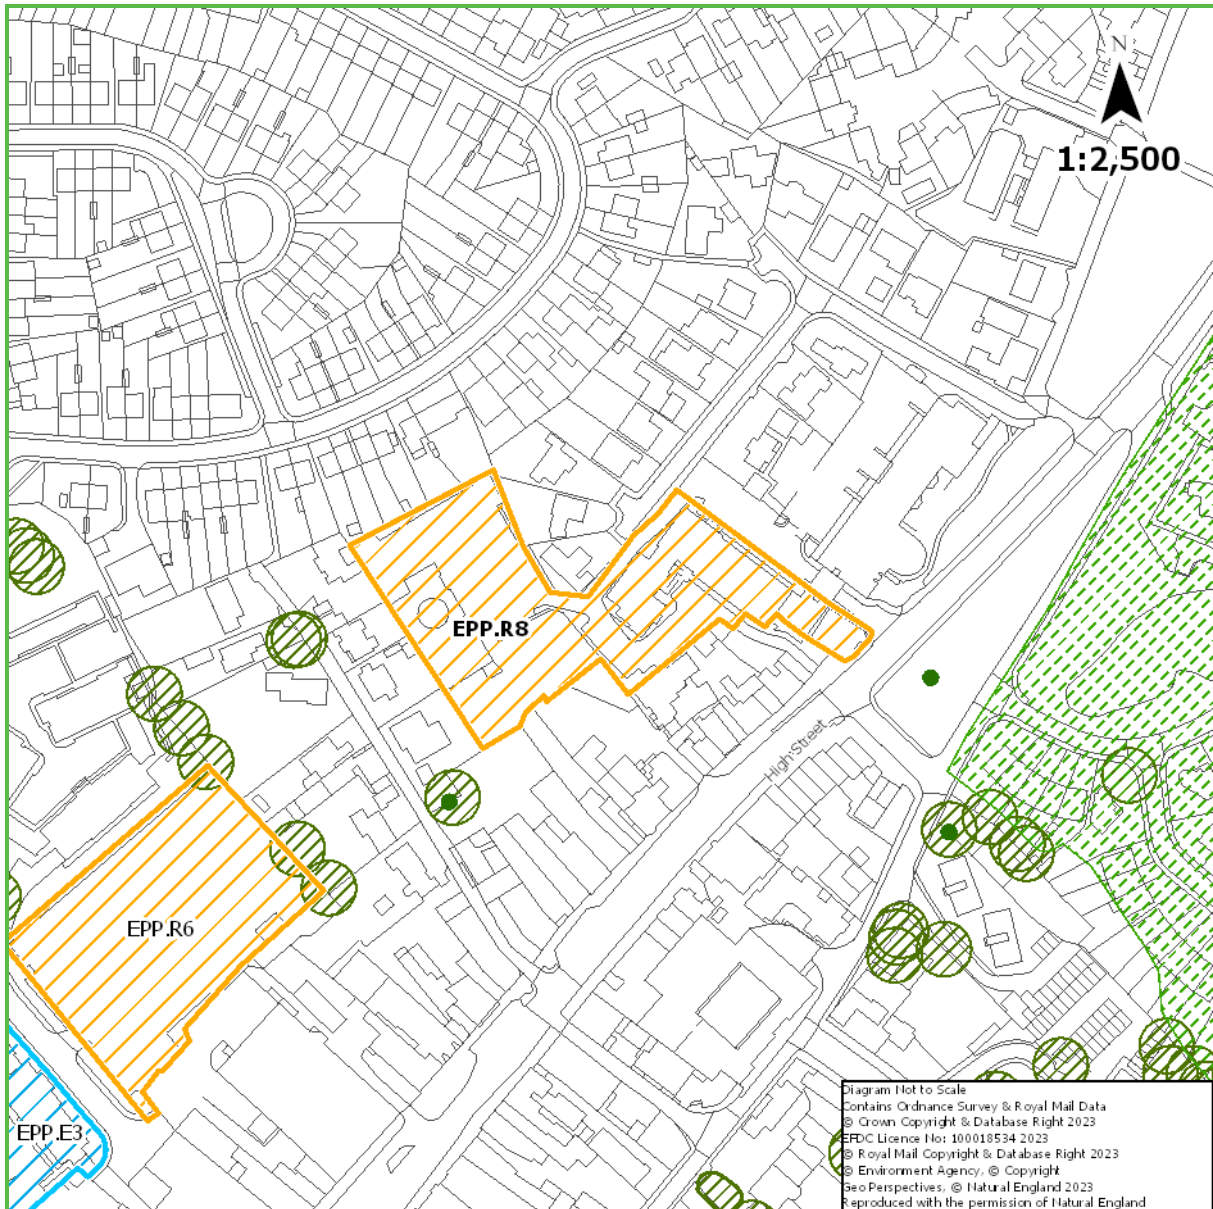 N
1:2,500
EPP.R8
High Street
EPP.R6
EPP.E3
Diagram Not to Scale
Contains Ordnance Survey & Royal Mail Data
© Crown Copyright & Database Right 2023
EFDC Licence No: 100018534 2023
© Royal Mail Copyright & Database Right 2023
© Environment Agency, © Copyright
Geo Perspectives, © Natural England 2023
Reproduced with the permission of Natural England